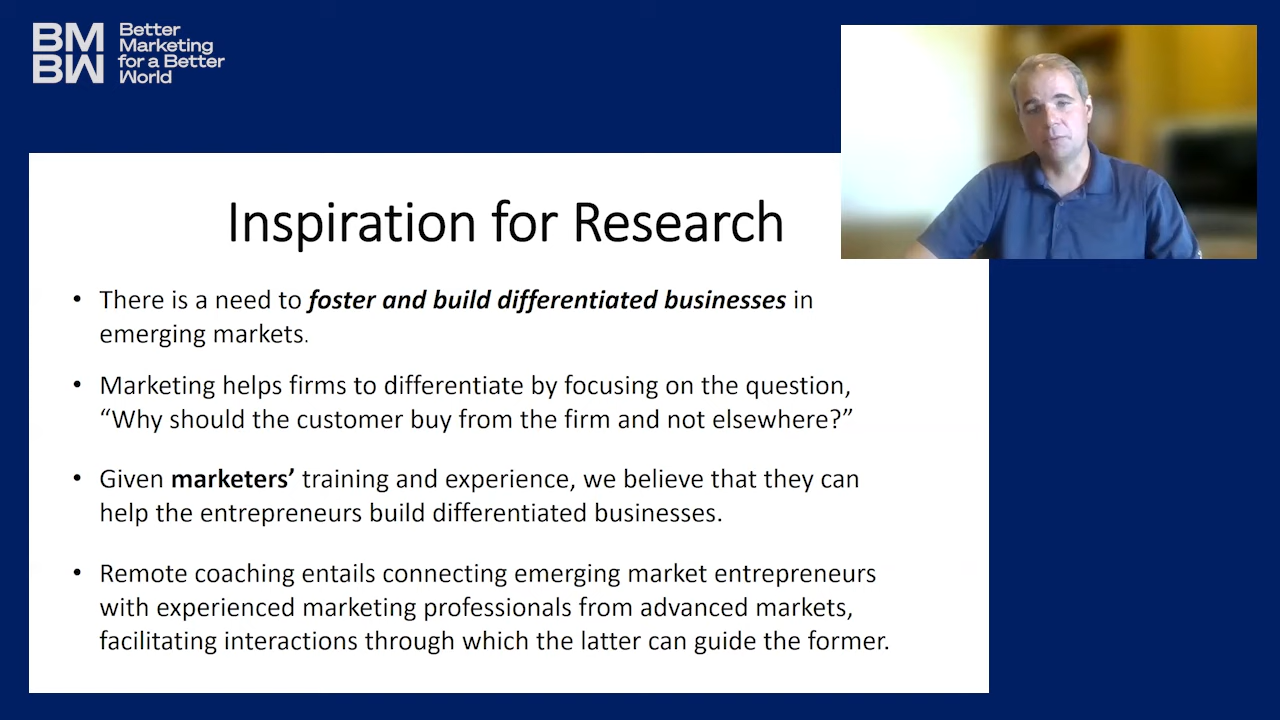 BM
BW
Better
Marketing
for a Better
World
Inspiration for Research
• There is a need to foster and build differentiated businesses in
emerging markets.
• Marketing helps firms to differentiate by focusing on the question,
“Why should the customer buy from the firm and not elsewhere?”
• Given marketers’ training and experience, we believe that they can
help the entrepreneurs build differentiated businesses.
• Remote coaching entails connecting emerging market entrepreneurs
with experienced marketing professionals from advanced markets,
facilitating interactions through which the latter can guide the former.